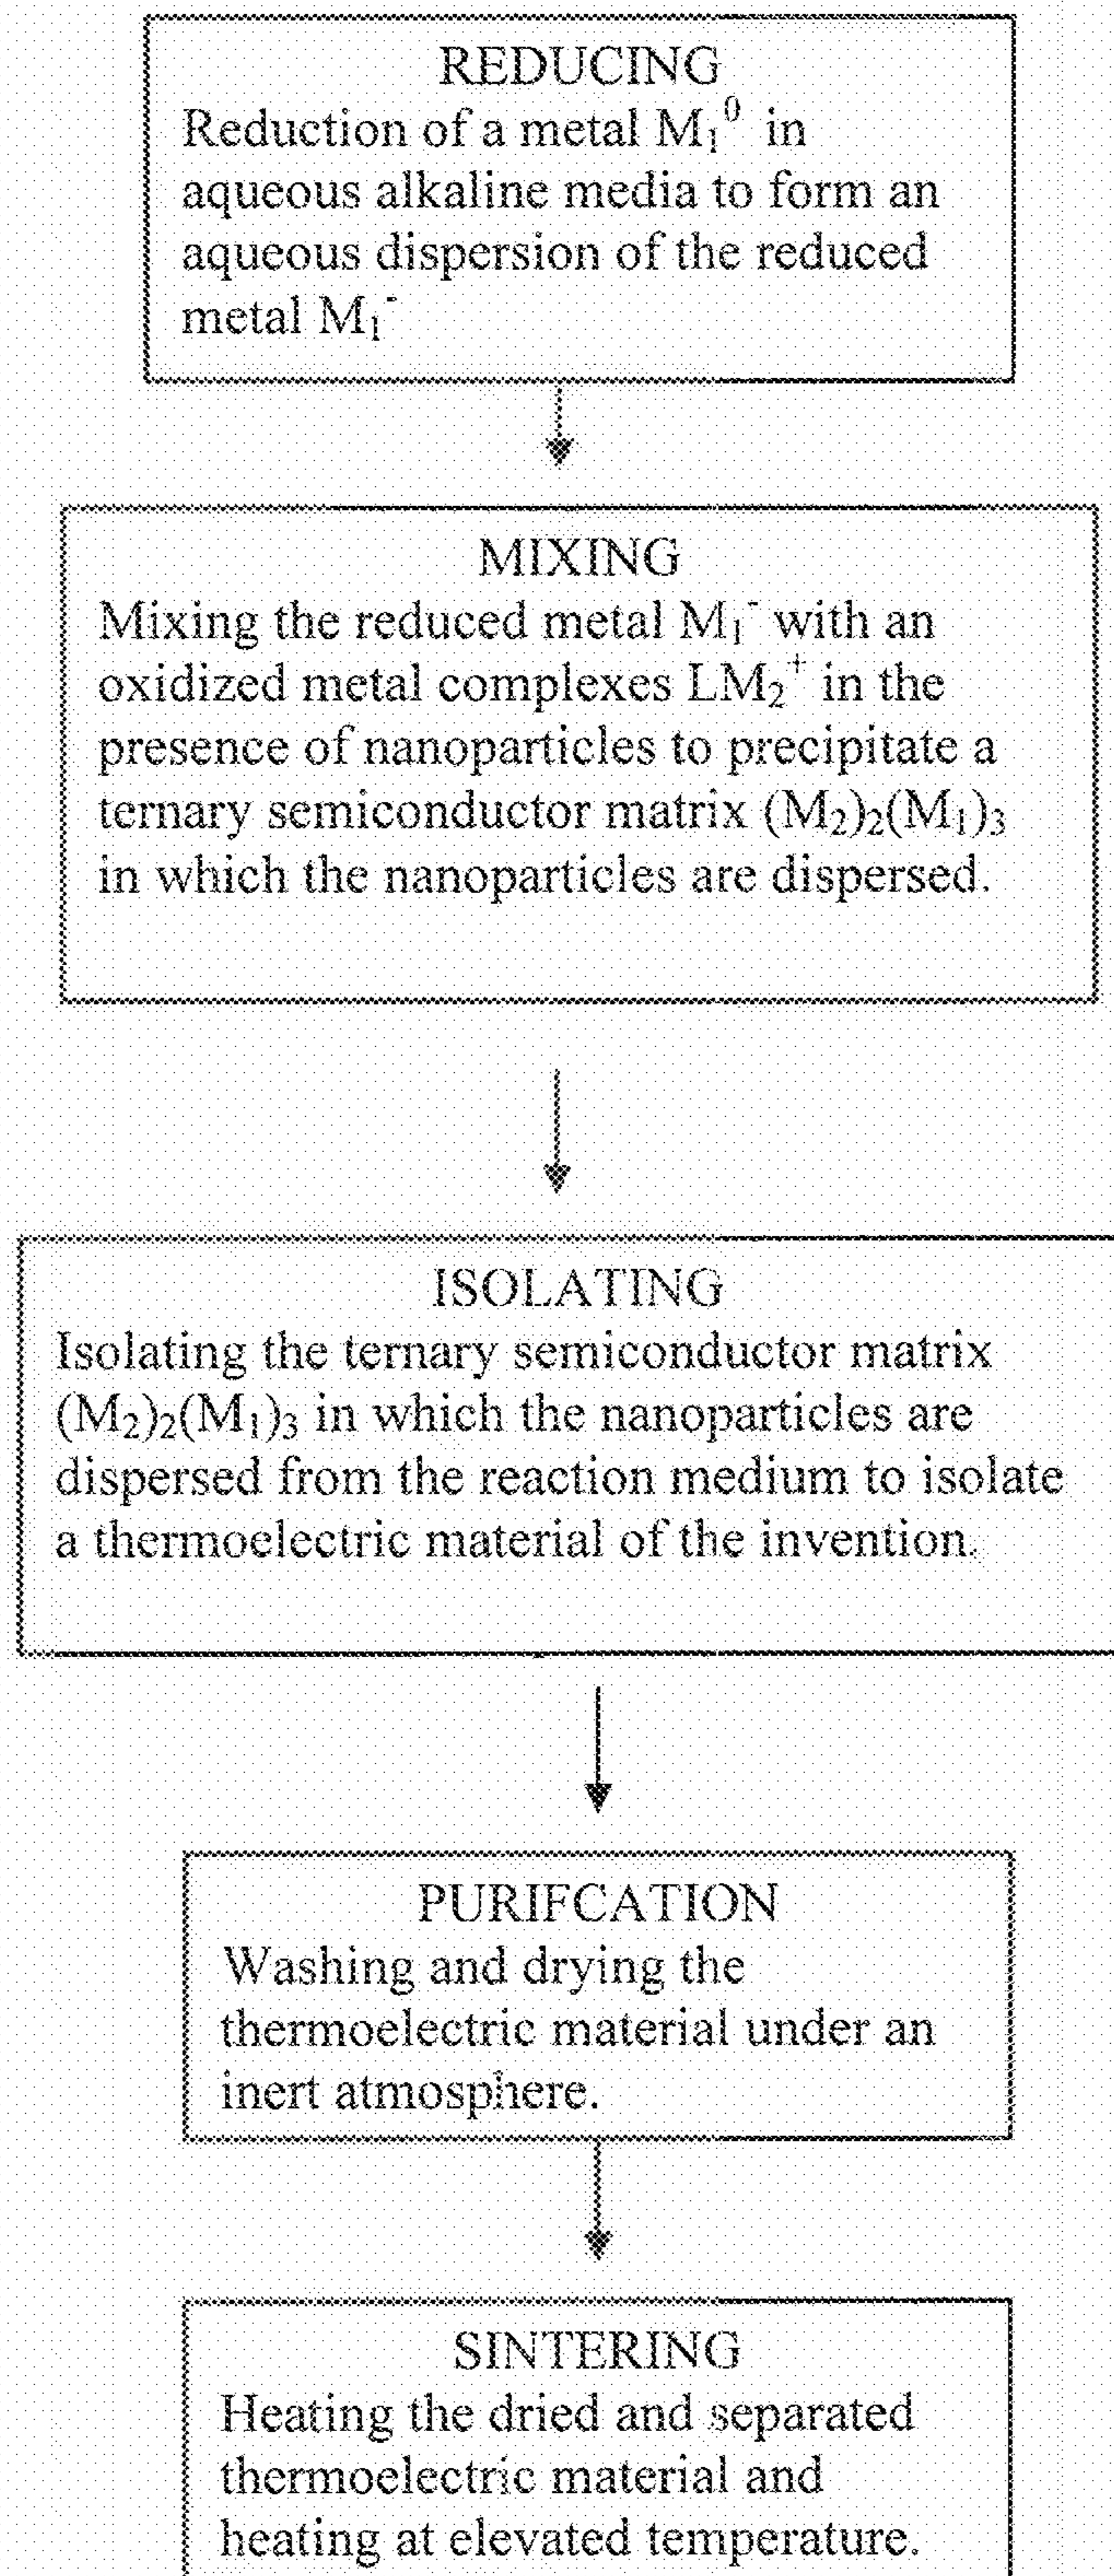 REDUCING
Reduction of a metal M₁⁰ in
aqueous alkaline media to form an
aqueous dispersion of the reduced
metal M₁⁻
MIXING
Mixing the reduced metal M₁⁻ with an
oxidized metal complexes LM₂⁺ in the
presence of nanoparticles to precipitate a
ternary semiconductor matrix (M₂)₂(M₁)₃
in which the nanoparticles are dispersed.
ISOLATING
Isolating the ternary semiconductor matrix
(M₂)₂(M₁)₃ in which the nanoparticles are
dispersed from the reaction medium to isolate
a thermoelectric material of the invention.
PURIFCATION
Washing and drying the
thermoelectric material under an
inert atmosphere.
SINTERING
Heating the dried and separated
thermoelectric material and
heating at elevated temperature.